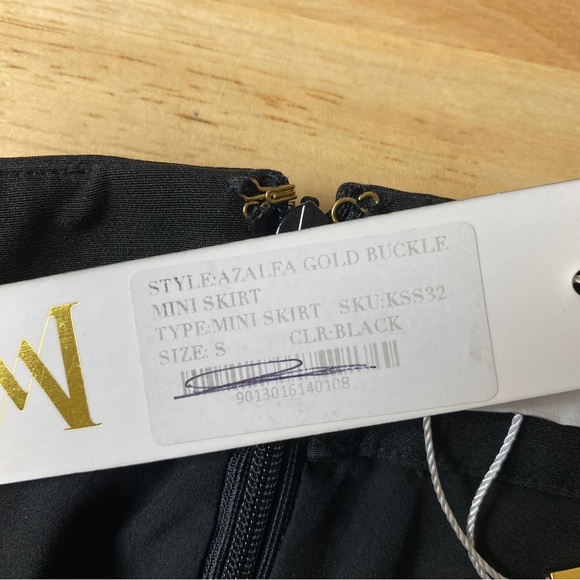 STYLE:AZALEA GOLD BUCKLE
MINI SKIRT
TYPE:MINI SKIRT SKU:KSS32
SIZE: S CLR:BLACK
9013016140108